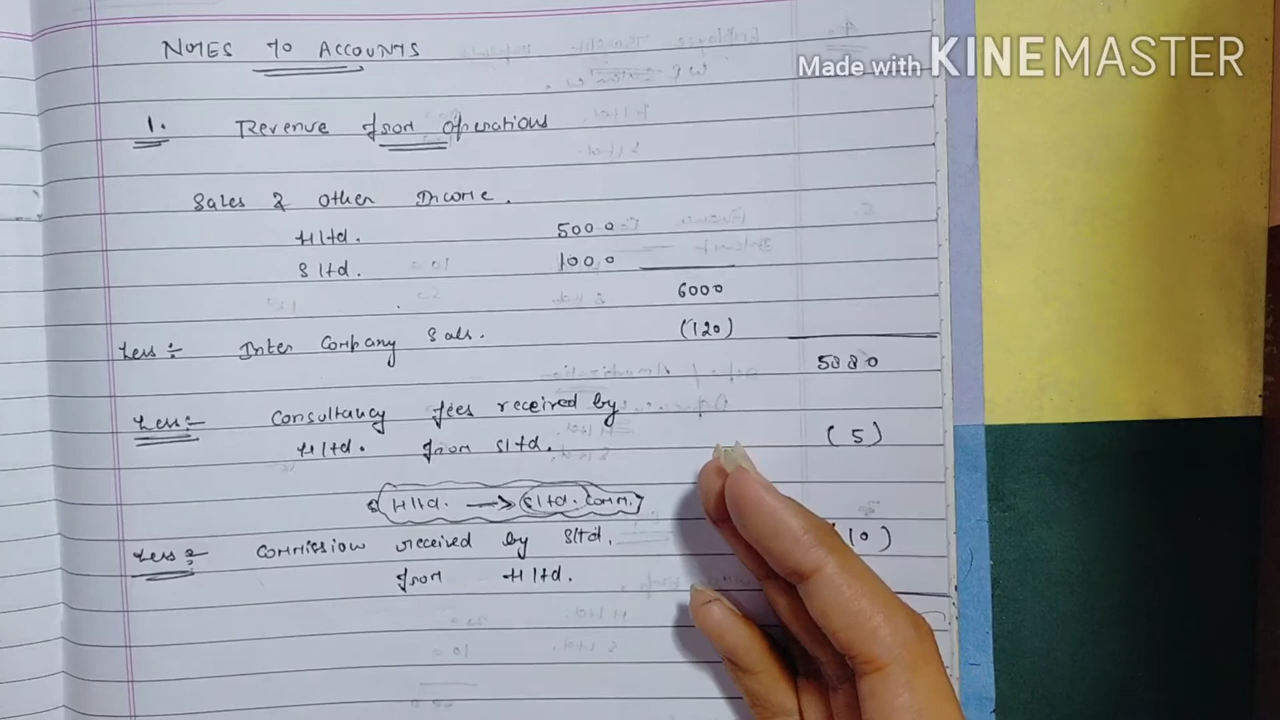 Made with KINEMASTER
NOTES TO ACCOUNTS
1. Revenue from Operations
Sales & other Income.
H ltd. 5000
S ltd. 1000
6000
Less :- Inter Company Sals. (120)
5880
Less :- Consultancy fees received by
H ltd. from S ltd. (5)
H ltd. → S ltd. comm.
Less :- Commission received by S ltd. 10)
from H ltd.